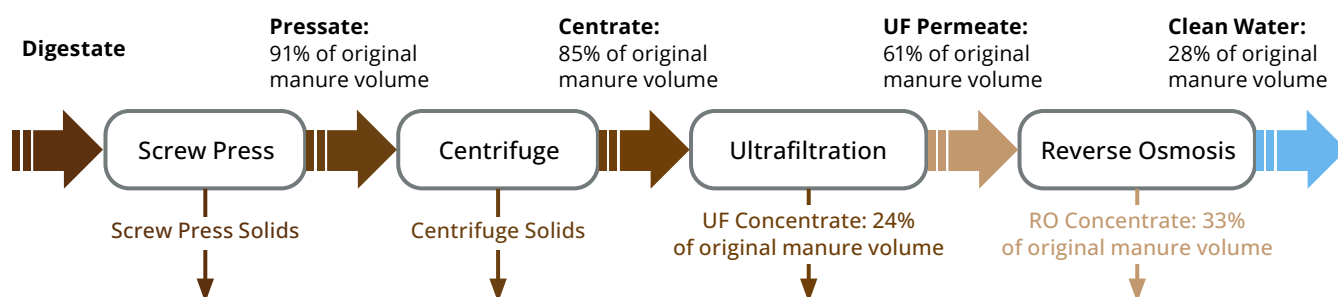 Digestate
Pressate:
91% of original
manure volume
Centrate:
85% of original
manure volume
UF Permeate:
61% of original
manure volume
Clean Water:
28% of original
manure volume
Screw Press
Centrifuge
Ultrafiltration
Reverse Osmosis
Screw Press Solids
Centrifuge Solids
UF Concentrate: 24%
of original manure volume
RO Concentrate: 33%
of original manure volume